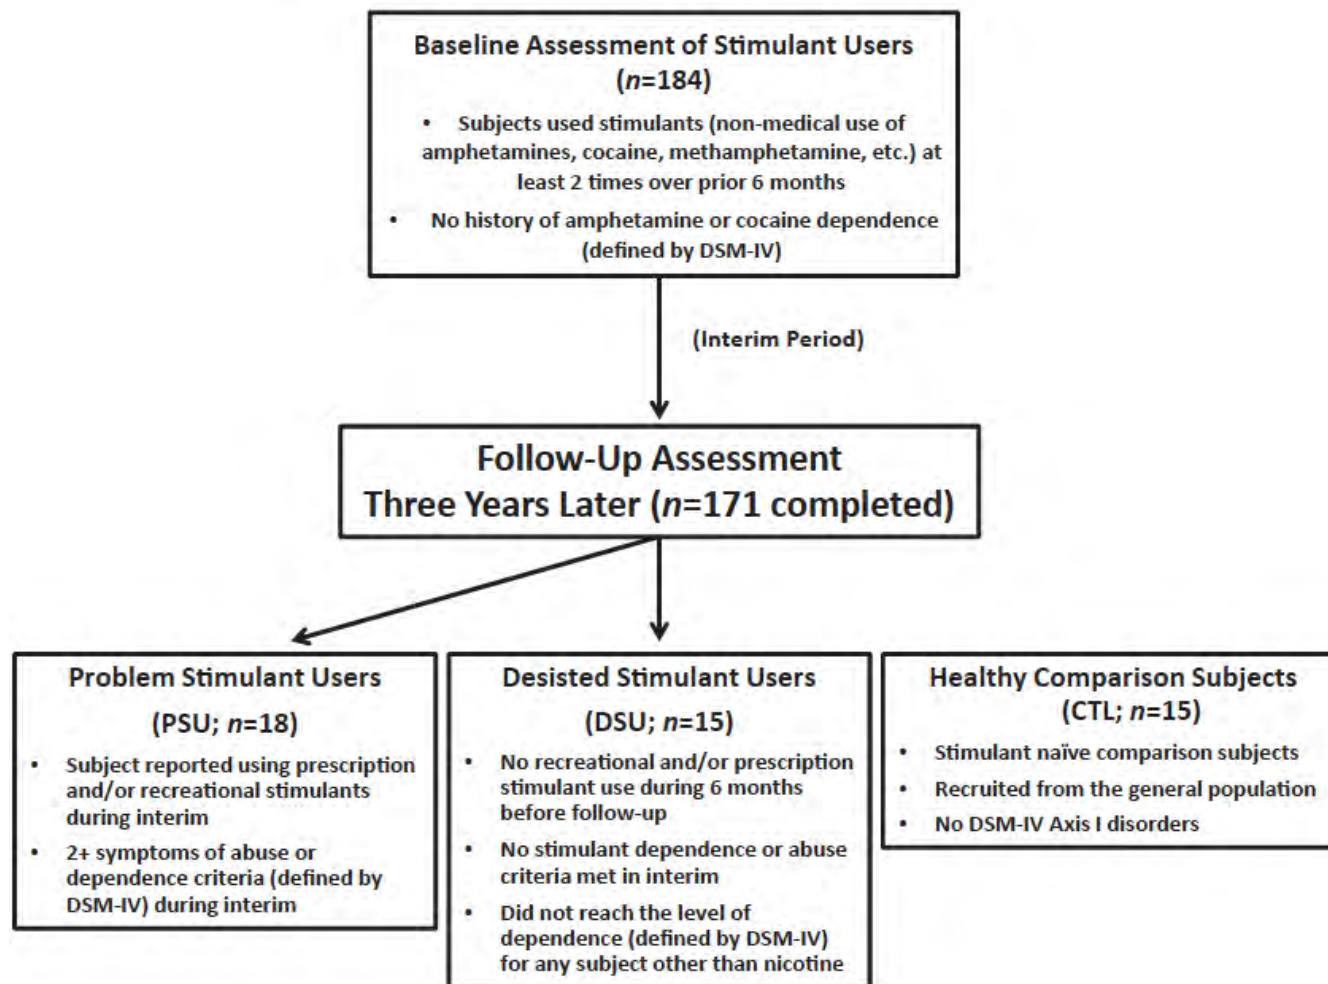 Baseline Assessment of Stimulant Users
(n=184)
• Subjects used stimulants (non-medical use of
amphetamines, cocaine, methamphetamine, etc.) at
least 2 times over prior 6 months
• No history of amphetamine or cocaine dependence
(defined by DSM-IV)
(Interim Period)
Follow-Up Assessment
Three Years Later (n=171 completed)
Problem Stimulant Users
(PSU; n=18)
• Subject reported using prescription
and/or recreational stimulants
during interim
• 2+ symptoms of abuse or
dependence criteria (defined by
DSM-IV) during interim
Desisted Stimulant Users
(DSU; n=15)
• No recreational and/or prescription
stimulant use during 6 months
before follow-up
• No stimulant dependence or abuse
criteria met in interim
• Did not reach the level of
dependence (defined by DSM-IV)
for any subject other than nicotine
Healthy Comparison Subjects
(CTL; n=15)
• Stimulant naïve comparison subjects
• Recruited from the general population
• No DSM-IV Axis I disorders